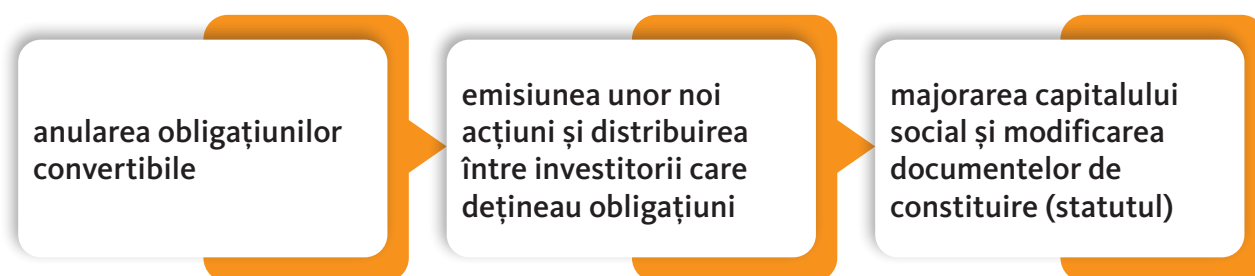 anularea obligațiunilor
convertibile
emisiunea unor noi
acțiuni și distribuirea
între investitorii care
dețineau obligațiuni
majorarea capitalului
social și modificarea
documentelor de
constituire (statutul)